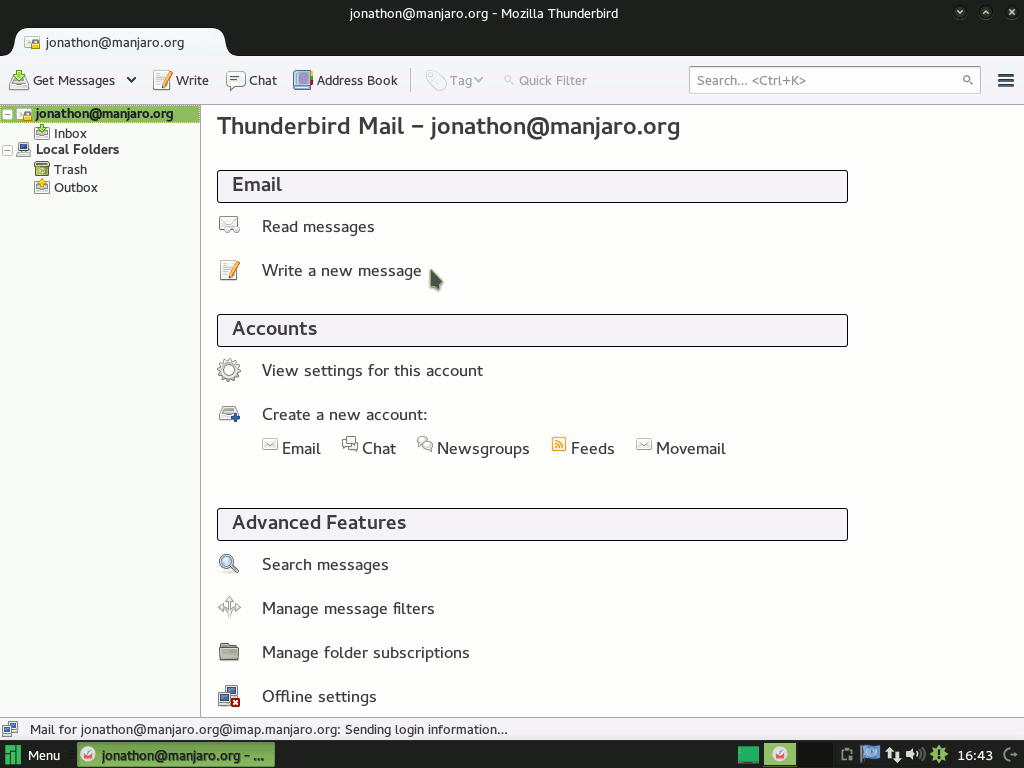 jonathon@manjaro.org - Mozilla Thunderbird
jonathon@manjaro.org
Get Messages Write Chat Address Book Tag Quick Filter Search... <Ctrl+K>
jonathon@manjaro.org
Inbox
Local Folders
Trash
Outbox
Thunderbird Mail – jonathon@manjaro.org
Email
Read messages
Write a new message
Accounts
View settings for this account
Create a new account:
Email Chat Newsgroups Feeds Movemail
Advanced Features
Search messages
Manage message filters
Manage folder subscriptions
Offline settings
Mail for jonathon@manjaro.org@imap.manjaro.org: Sending login information...
Menu jonathon@manjaro.org - ... 16:43